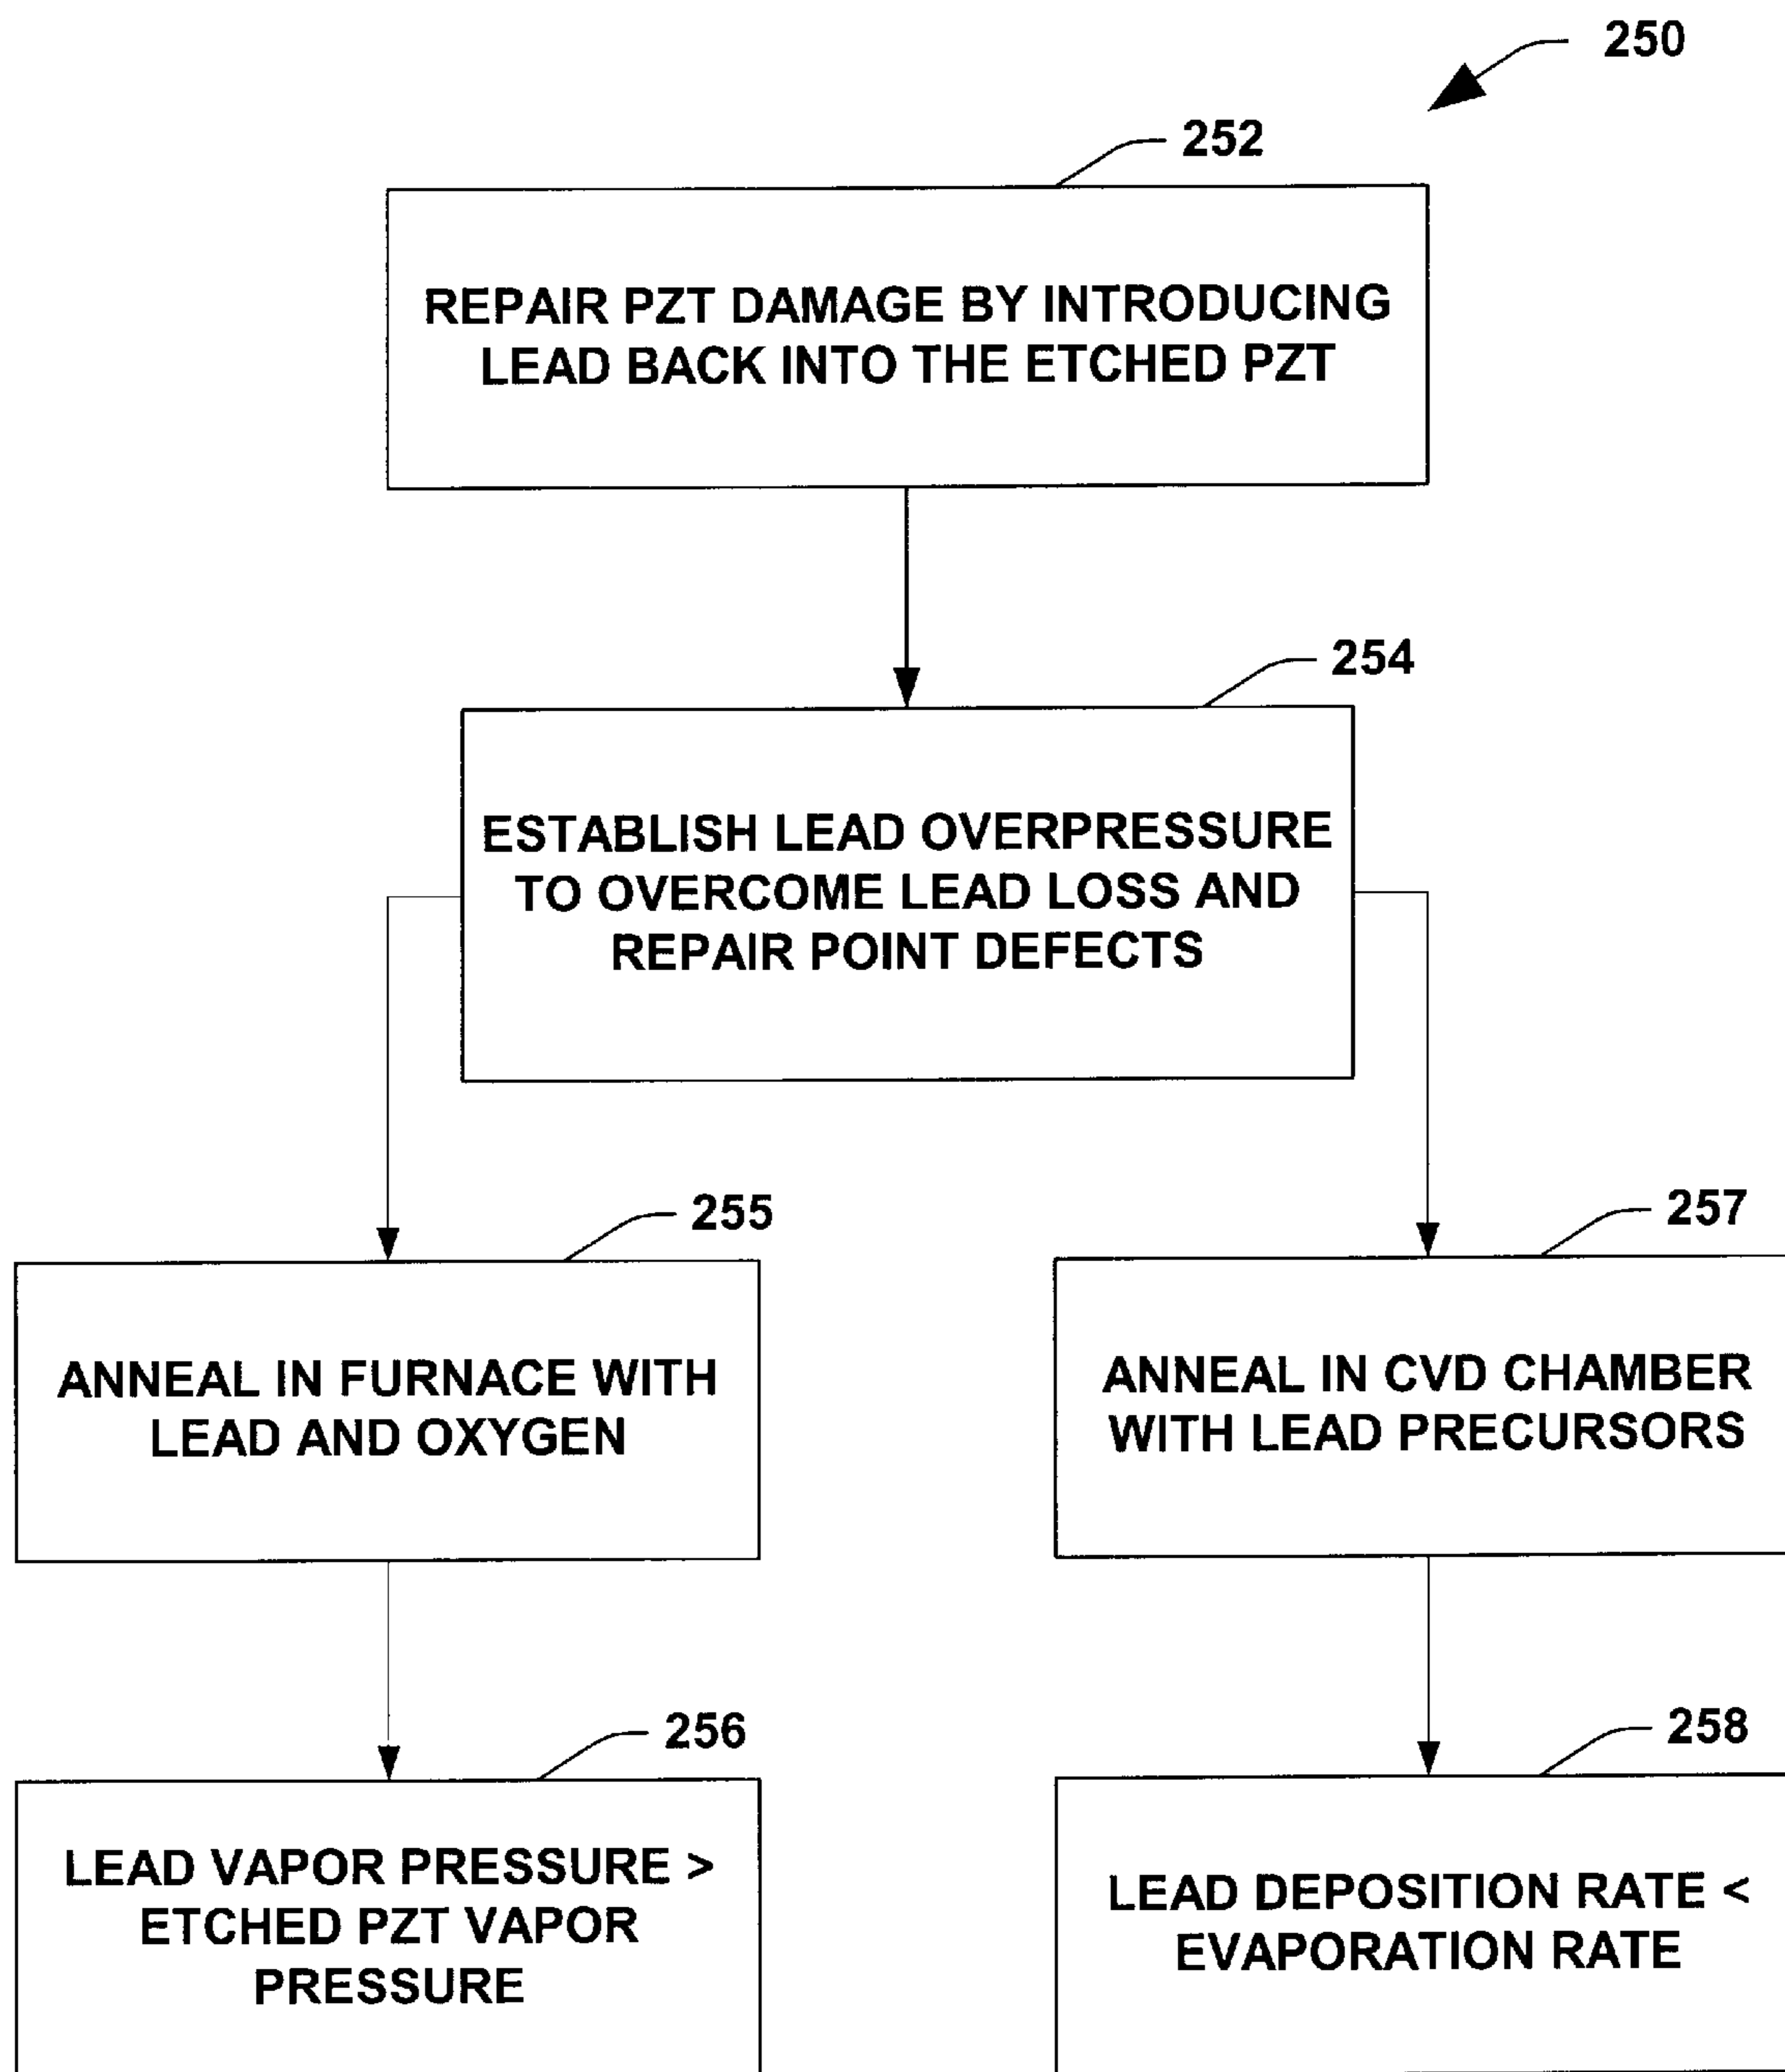 250
252
REPAIR PZT DAMAGE BY INTRODUCING
LEAD BACK INTO THE ETCHED PZT
254
ESTABLISH LEAD OVERPRESSURE
TO OVERCOME LEAD LOSS AND
REPAIR POINT DEFECTS
255
ANNEAL IN FURNACE WITH
LEAD AND OXYGEN
257
ANNEAL IN CVD CHAMBER
WITH LEAD PRECURSORS
256
LEAD VAPOR PRESSURE >
ETCHED PZT VAPOR
PRESSURE
258
LEAD DEPOSITION RATE <
EVAPORATION RATE